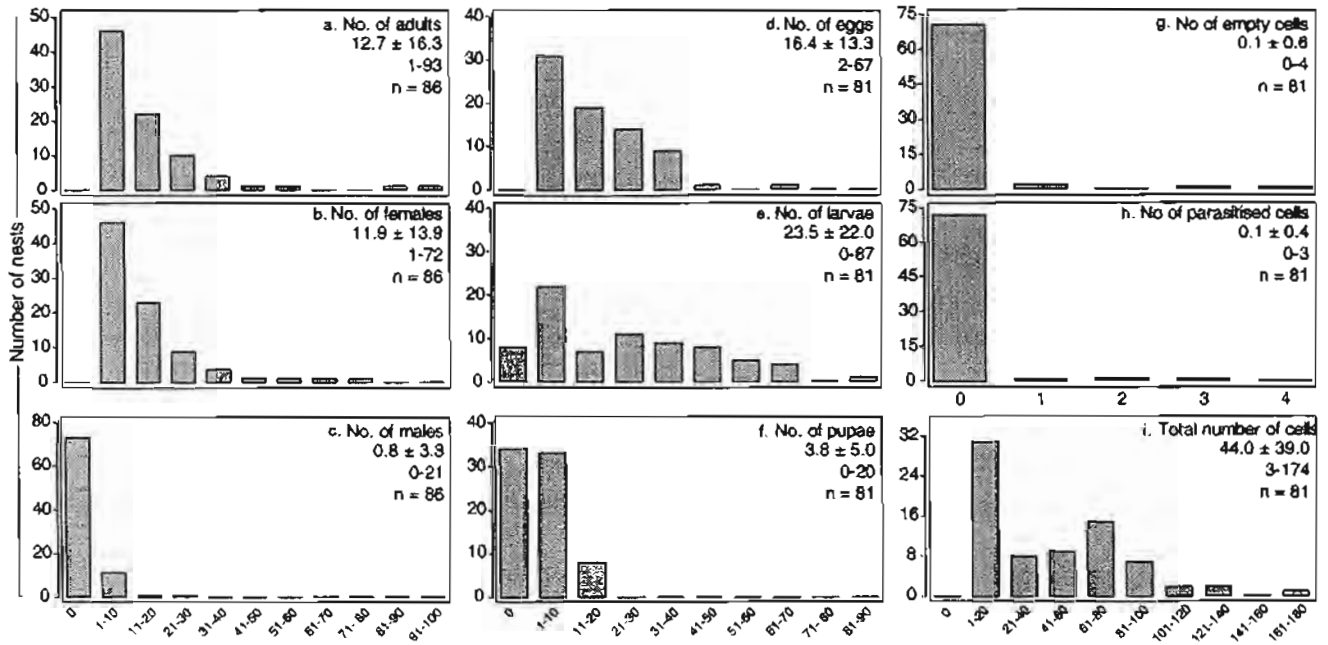 Number of nests
50
40
30
20
10
0
a. No. of adults
12.7 ± 16.3
1-93
n = 86
40
30
20
10
0
d. No. of eggs
16.4 ± 13.3
2-67
n = 81
75
60
45
30
15
0
g. No of empty cells
0.1 ± 0.6
0-4
n = 81
50
40
30
20
10
0
b. No. of females
11.9 ± 13.9
1-72
n = 86
40
30
20
10
0
e. No. of larvae
23.5 ± 22.0
0-87
n = 81
75
60
45
30
15
0
h. No of parasitised cells
0.1 ± 0.4
0-3
n = 81
0 1 2 3 4
80
60
40
20
0
c. No. of males
0.8 ± 3.3
0-21
n = 86
0 1-10 11-20 21-30 31-40 41-50 51-60 61-70 71-80 81-90 91-100
40
30
20
10
0
f. No. of pupae
3.8 ± 5.0
0-20
n = 81
0 1-10 11-20 21-30 31-40 41-50 51-60 61-70 71-80 81-90
32
24
16
8
0
i. Total number of cells
44.0 ± 39.0
3-174
n = 81
0 1-20 21-40 41-60 61-80 81-100 101-120 121-140 141-160 161-180